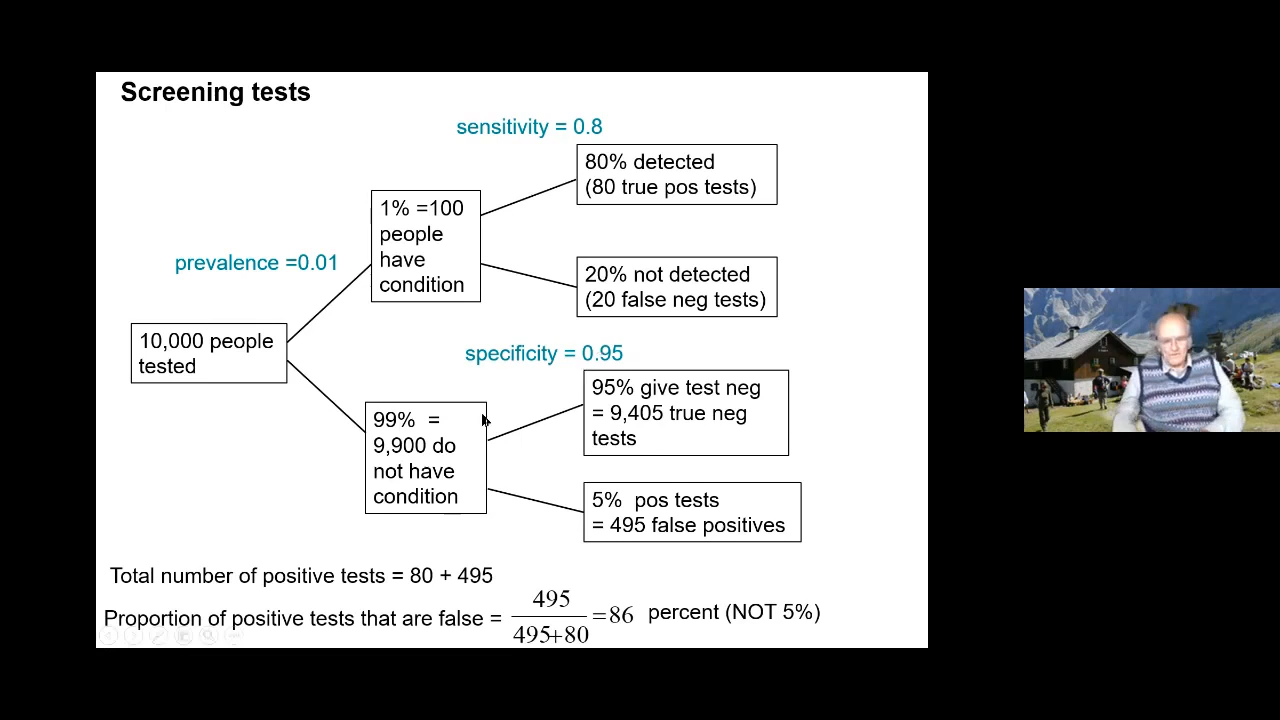 Screening tests
sensitivity = 0.8
80% detected
(80 true pos tests)
1% =100
people
have
condition
prevalence =0.01
20% not detected
(20 false neg tests)
10,000 people
tested
specificity = 0.95
95% give test neg
= 9,405 true neg
tests
99%  =
9,900 do
not have
condition
5%  pos tests
= 495 false positives
Total number of positive tests = 80 + 495
Proportion of positive tests that are false =
495
495+80
=86
percent (NOT 5%)